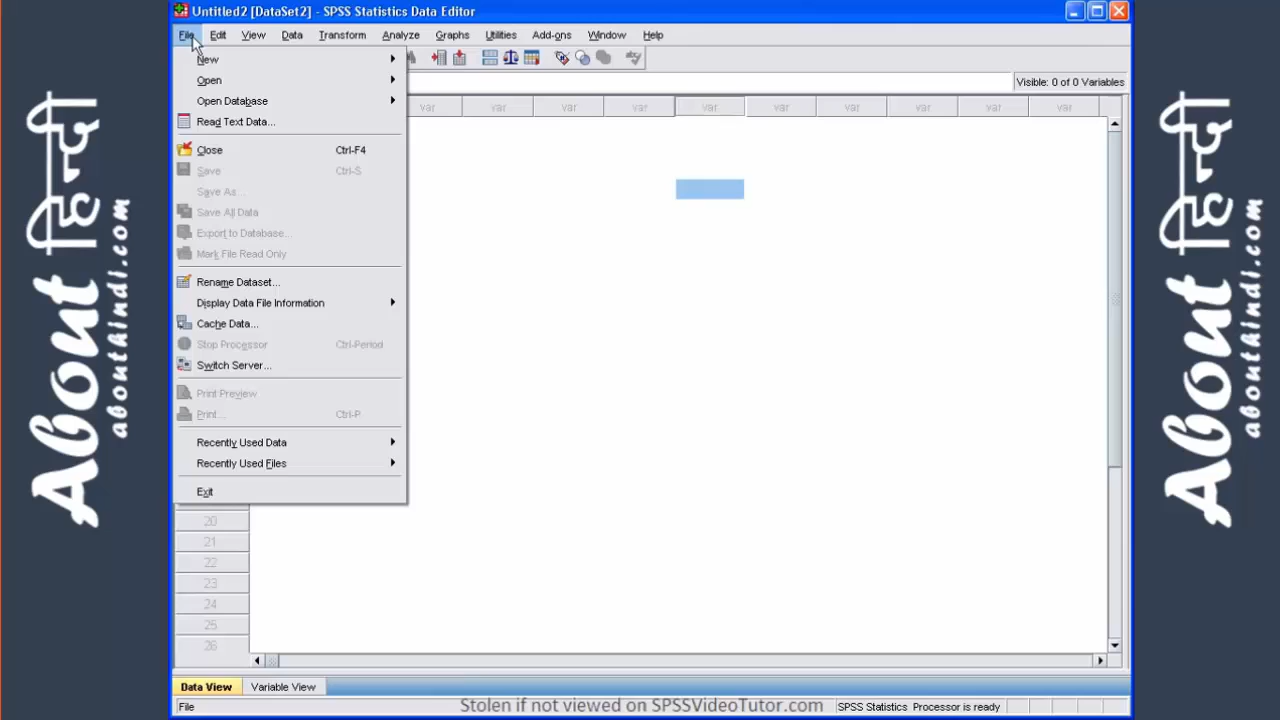 Untitled2 [DataSet2] - SPSS Statistics Data Editor
File Edit View Data Transform Analyze Graphs Utilities Add-ons Window Help
Visible: 0 of 0 Variables
New
Open
Open Database
Read Text Data...
Close Ctrl-F4
Save Ctrl-S
Save As...
Save All Data
Export to Database...
Mark File Read Only
Rename Dataset...
Display Data File Information
Cache Data...
Stop Processor Ctrl-Period
Switch Server...
Print Preview
Print... Ctrl-P
Recently Used Data
Recently Used Files
Exit
var var var var var var var var var var
20
21
22
23
24
25
26
Data View Variable View
File
Stolen if not viewed on SPSSVideoTutor.com
SPSS Statistics Processor is ready
About हिन्दी
abouthindi.com
About हिन्दी
abouthindi.com